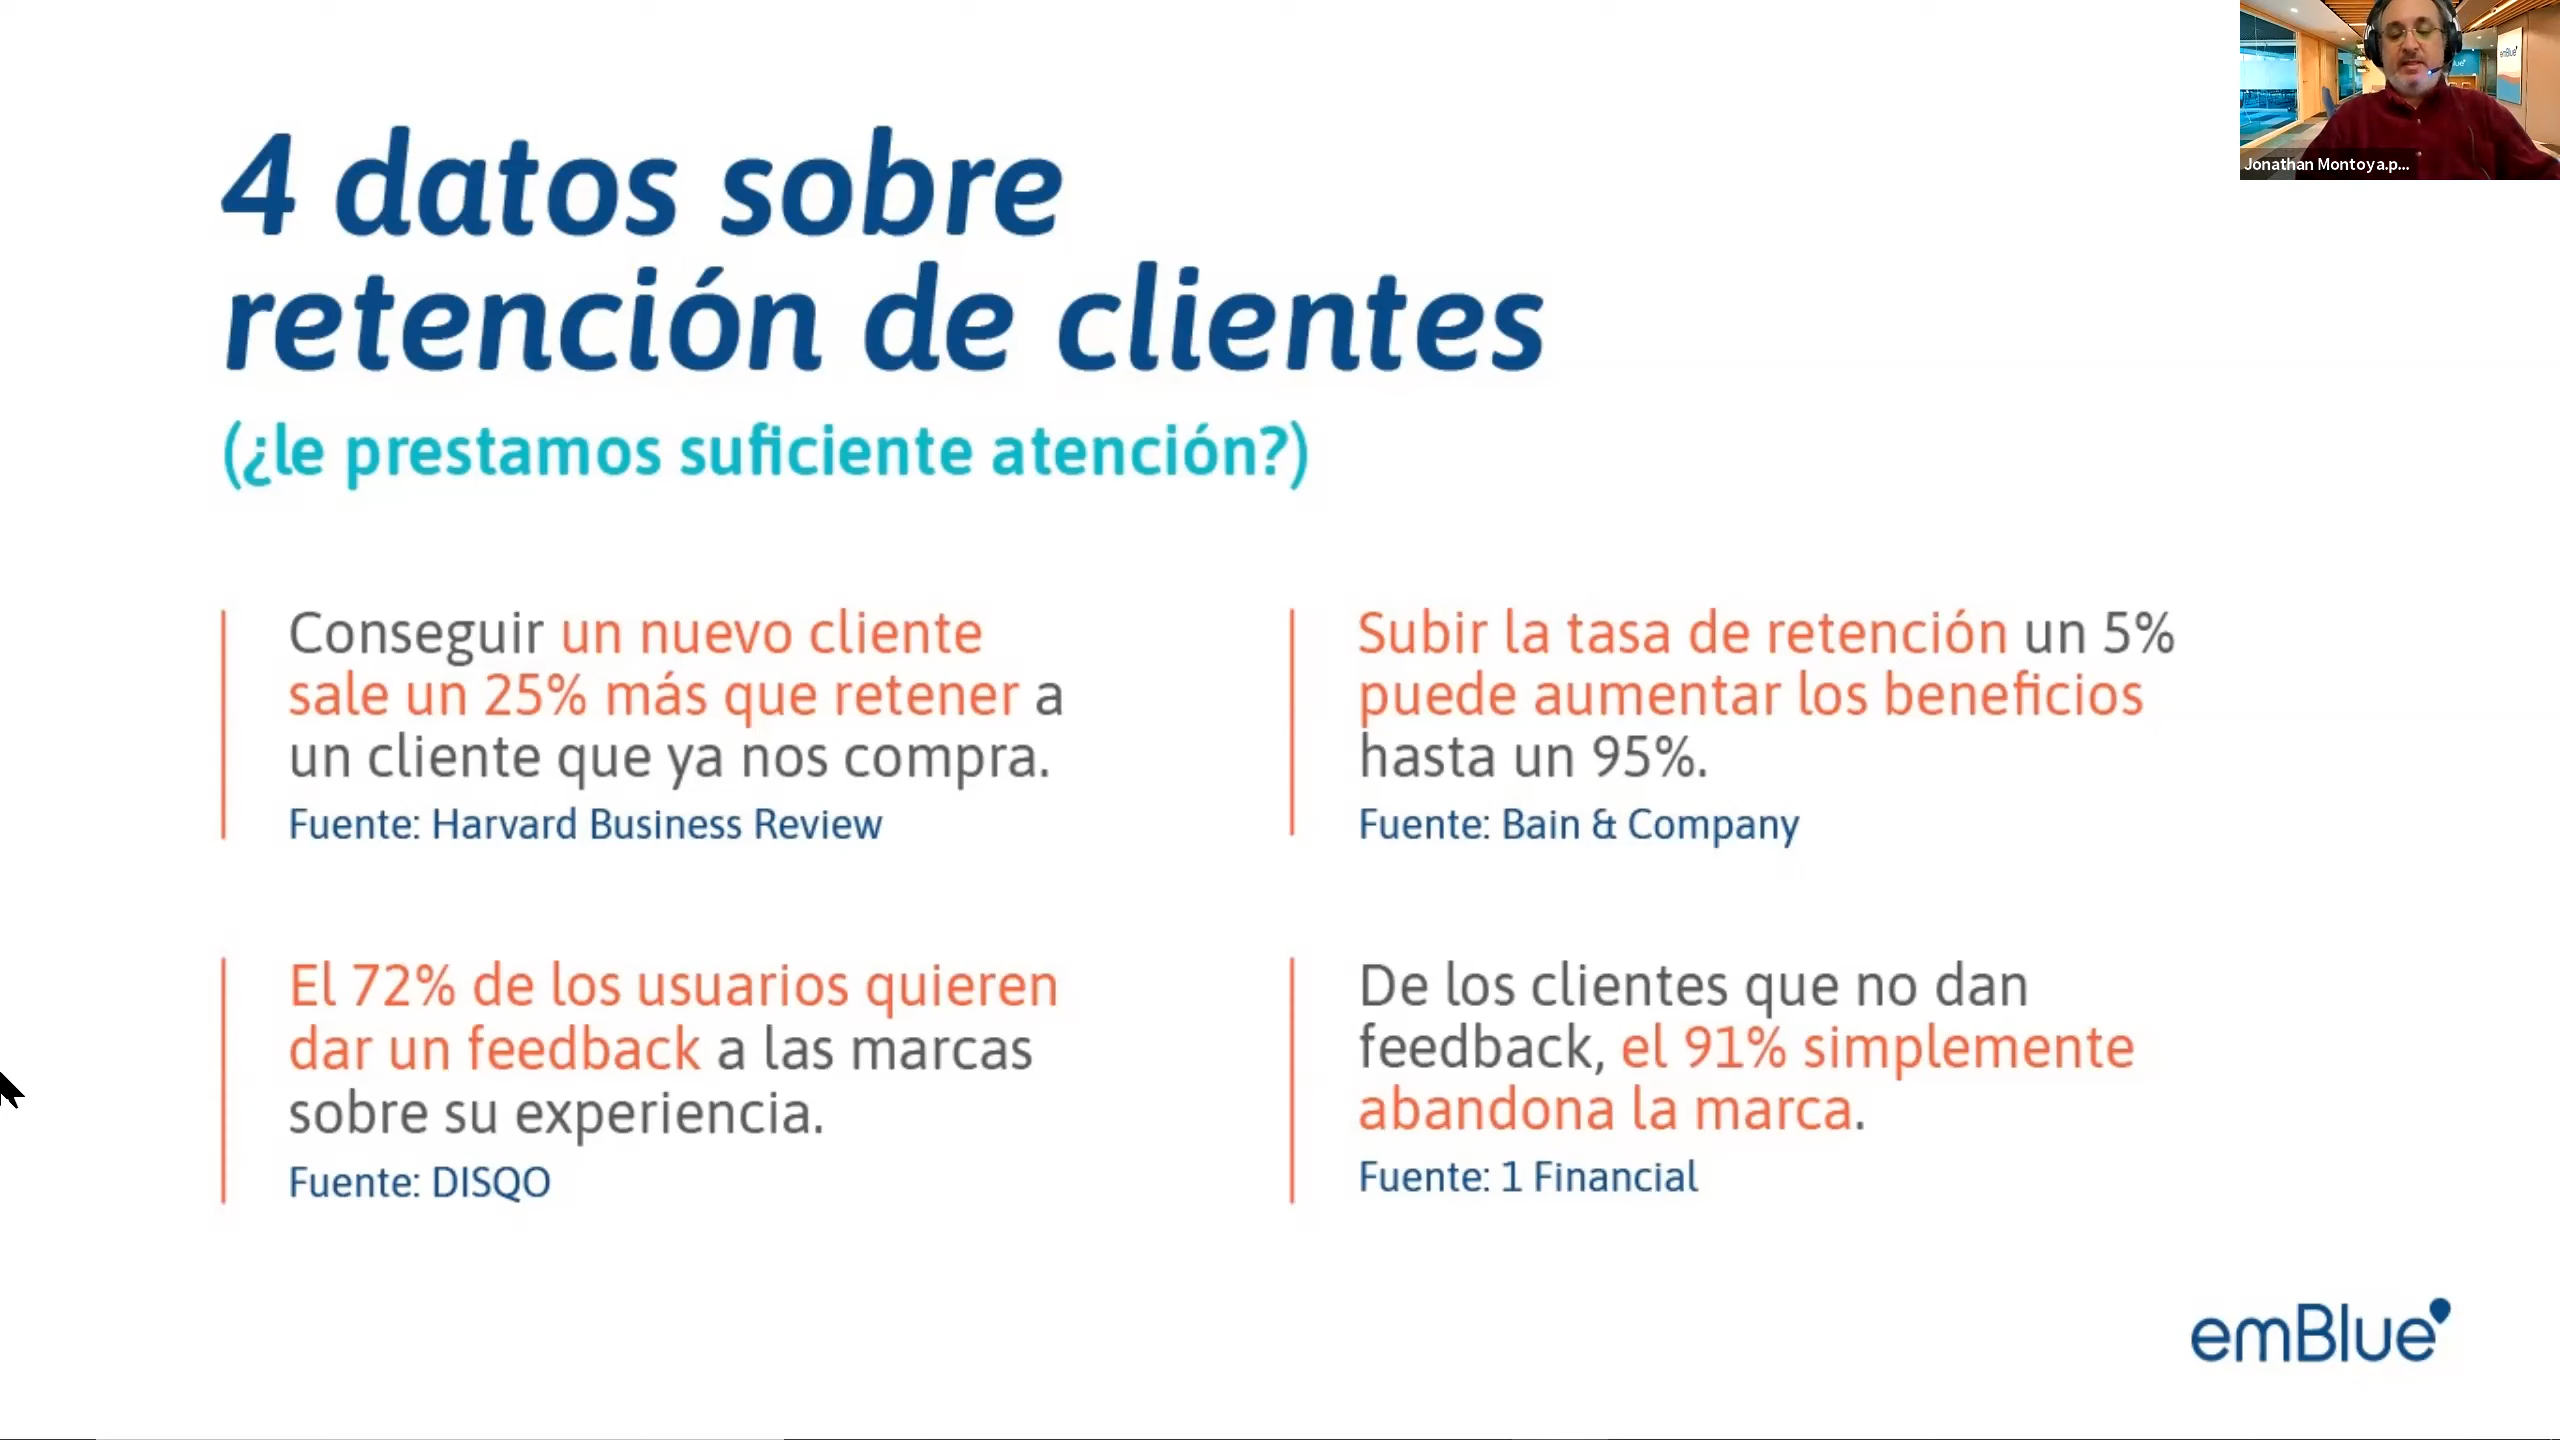 4 datos sobre
retención de clientes
(¿le prestamos suficiente atención?)
Conseguir un nuevo cliente
sale un 25% más que retener a
un cliente que ya nos compra.
Fuente: Harvard Business Review
Subir la tasa de retención un 5%
puede aumentar los beneficios
hasta un 95%.
Fuente: Bain & Company
El 72% de los usuarios quieren
dar un feedback a las marcas
sobre su experiencia.
Fuente: DISQO
De los clientes que no dan
feedback, el 91% simplemente
abandona la marca.
Fuente: 1 Financial
emBlue
Jonathan Montoya.p...
emBlue